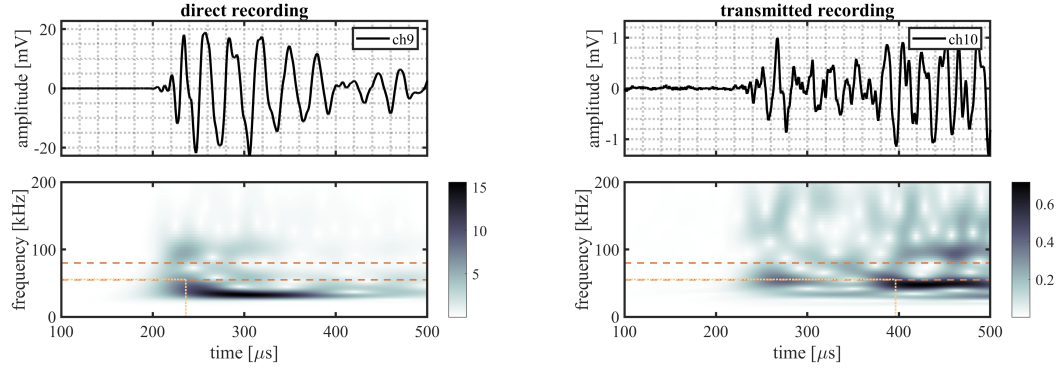 direct recording
transmitted recording
20
0
-20
amplitude [mV]
ch9
1
0
-1
amplitude [mV]
ch10
200
100
0
frequency [kHz]
100
200
300
400
500
time [μs]
15
10
5
200
100
0
frequency [kHz]
100
200
300
400
500
time [μs]
0.6
0.4
0.2